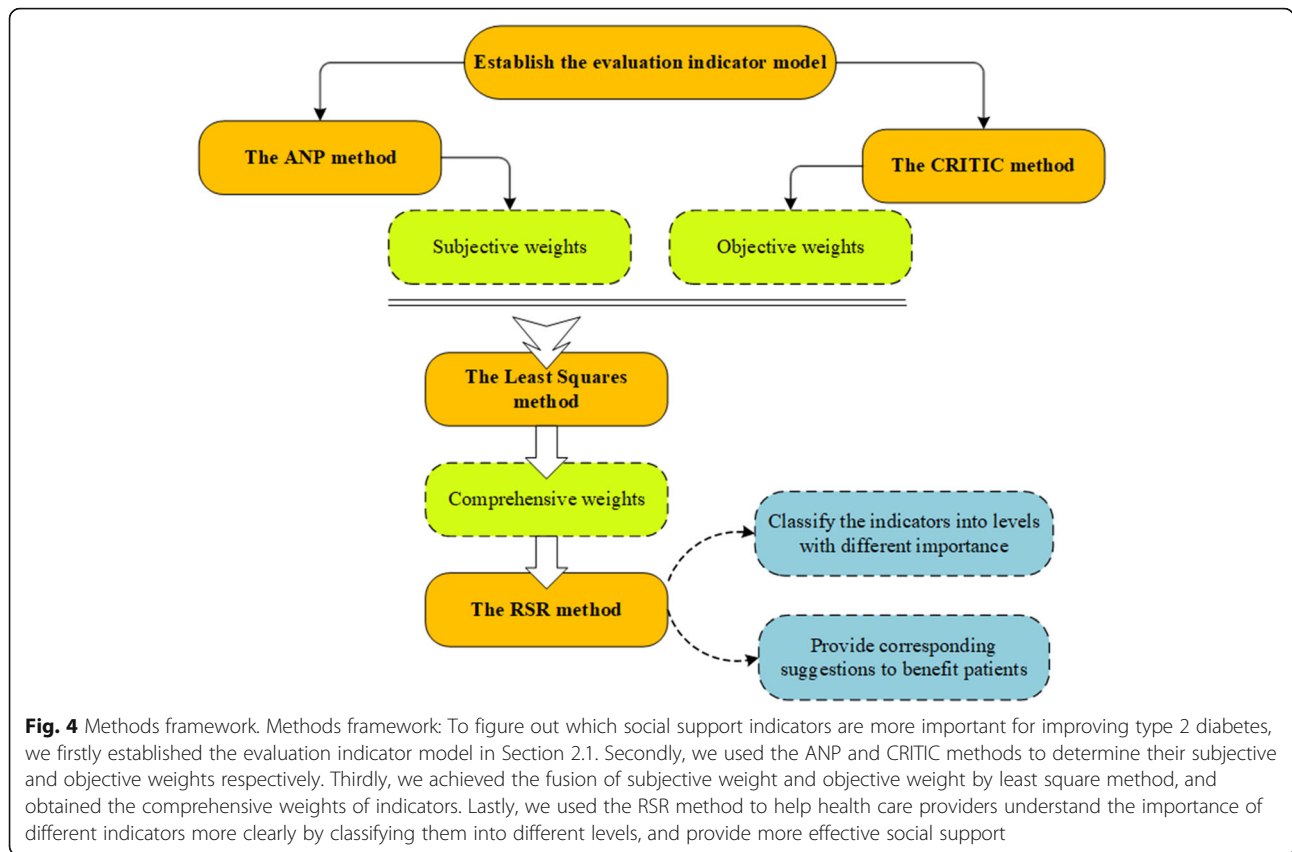 Establish the evaluation indicator model
The ANP method
The CRITIC method
Subjective weights
Objective weights
The Least Squares
method
Comprehensive weights
Classify the indicators into levels
with different importance
The RSR method
Provide corresponding
suggestions to benefit patients
Fig. 4 Methods framework. Methods framework: To figure out which social support indicators are more important for improving type 2 diabetes,
we firstly established the evaluation indicator model in Section 2.1. Secondly, we used the ANP and CRITIC methods to determine their subjective
and objective weights respectively. Thirdly, we achieved the fusion of subjective weight and objective weight by least square method, and
obtained the comprehensive weights of indicators. Lastly, we used the RSR method to help health care providers understand the importance of
different indicators more clearly by classifying them into different levels, and provide more effective social support